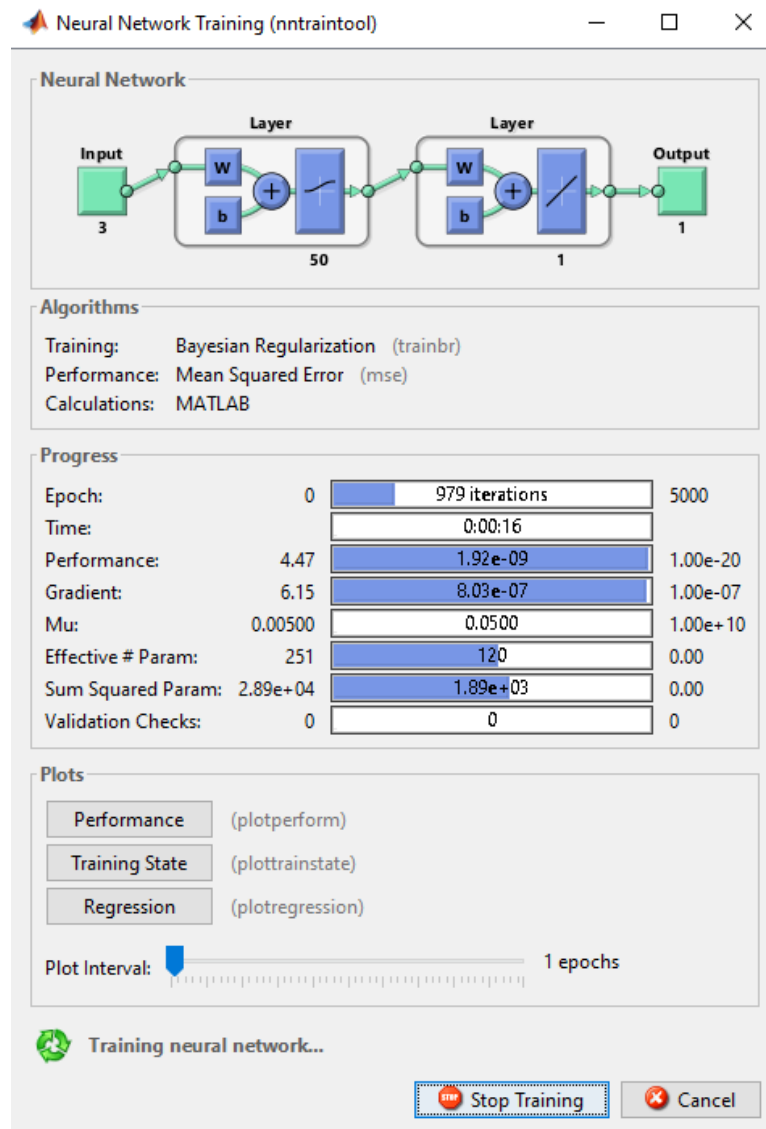 Neural Network Training (nntraintool)
Neural Network
Layer Layer
Input W b + W b + Output
3 50 1 1
Algorithms
Training: Bayesian Regularization (trainbr)
Performance: Mean Squared Error (mse)
Calculations: MATLAB
Progress
Epoch: 0 979 iterations 5000
Time: 0:00:16
Performance: 4.47 1.92e-09 1.00e-20
Gradient: 6.15 8.03e-07 1.00e-07
Mu: 0.00500 0.0500 1.00e+10
Effective # Param: 251 120 0.00
Sum Squared Param: 2.89e+04 1.89e+03 0.00
Validation Checks: 0 0 0
Plots
Performance (plotperform)
Training State (plottrainstate)
Regression (plotregression)
Plot Interval: 1 epochs
Training neural network...
STOP Stop Training Cancel